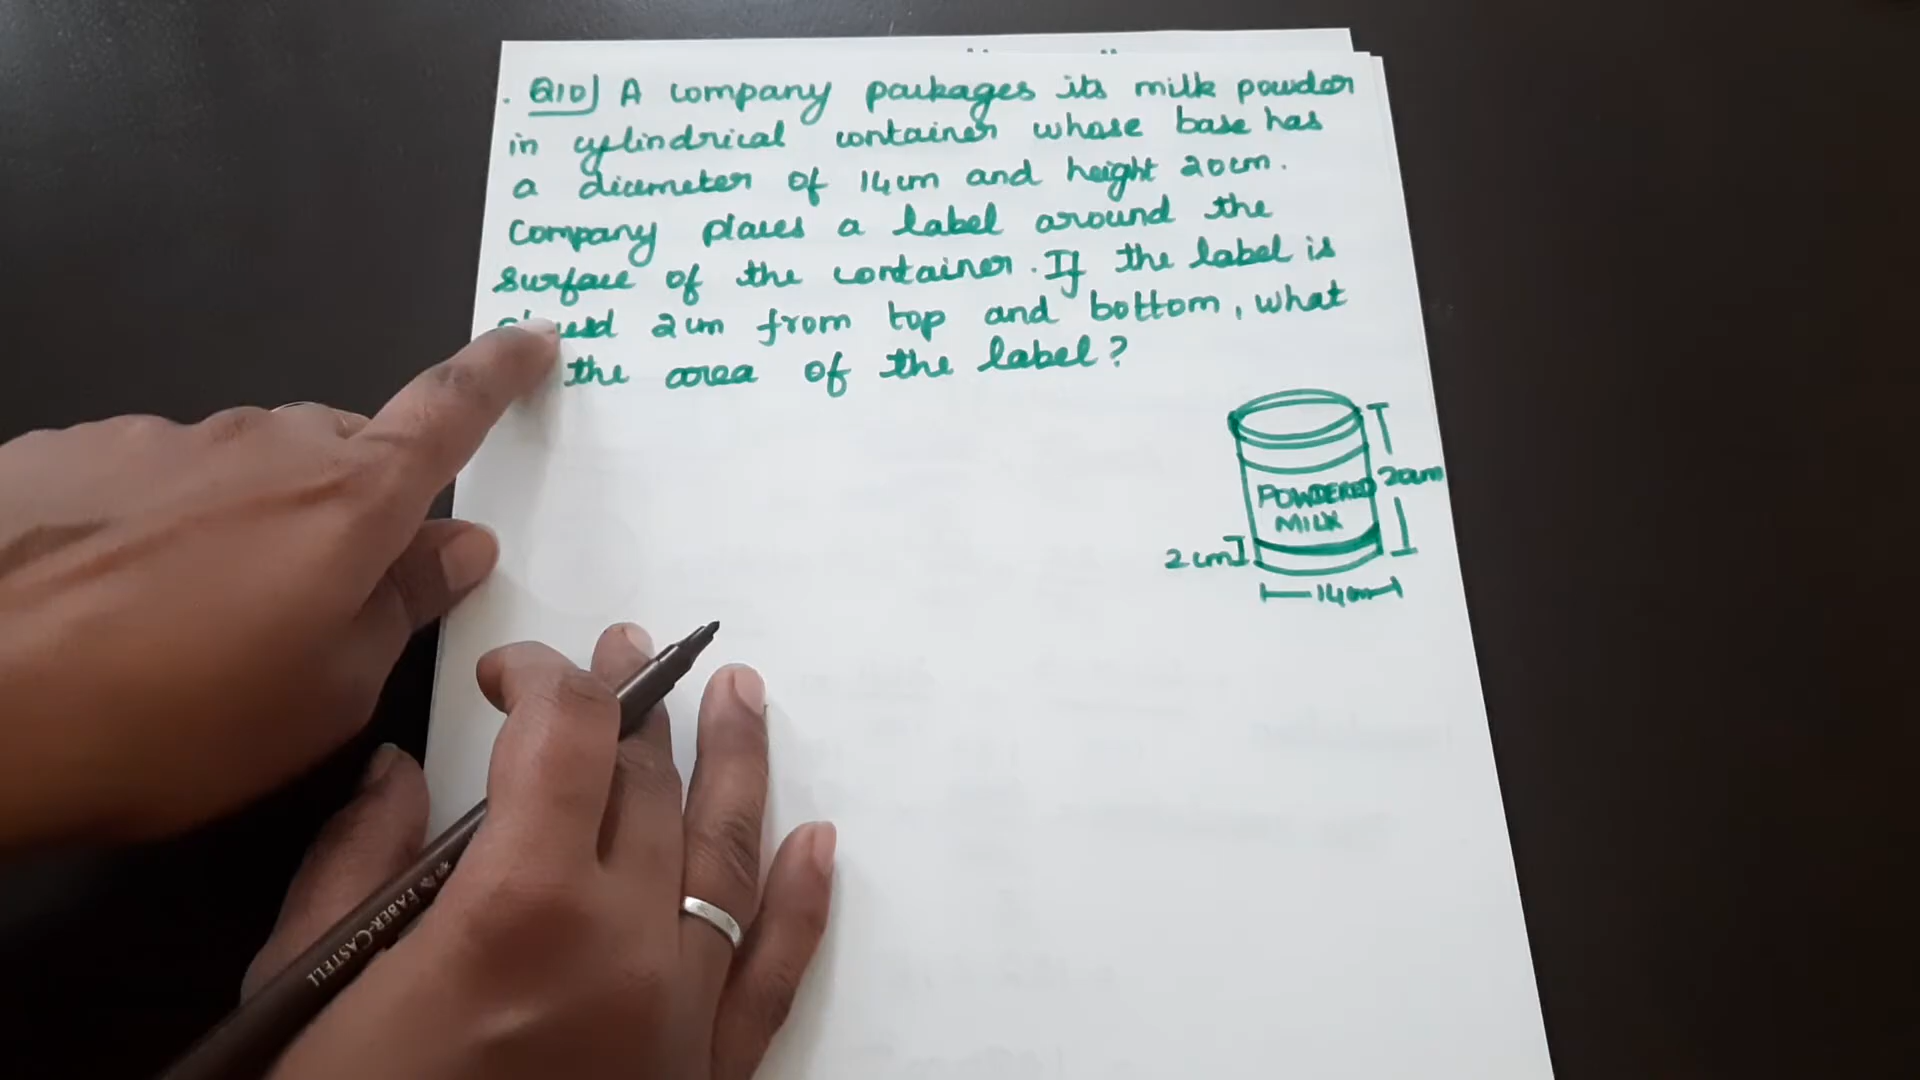 . Q10] A company packages its milk powder
in cylindrical container whose base has
a diameter of 14cm and height 20cm.
Company places a label around the
surface of the container. If the label is
2cm from top and bottom, what
the area of the label?
POWDERED
MILK
20cm
2cm
14cm
FABER-CASTELL